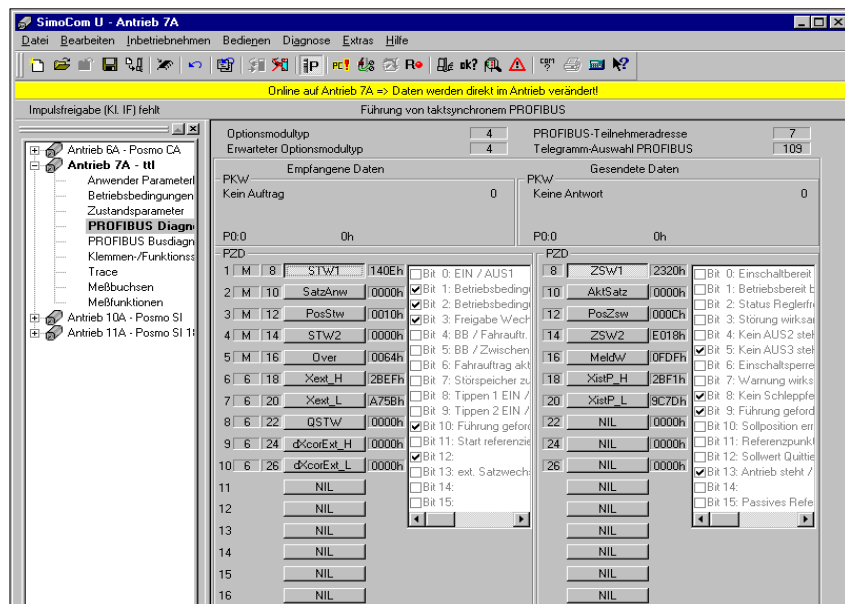 SimoCom U - Antrieb 7A
Datei Bearbeiten Inbetriebnehmen Bedienen Diagnose Extras Hilfe
Online auf Antrieb 7A => Daten werden direkt im Antrieb verändert!
Impulsfreigabe (Kl. IF) fehlt Führung von taktsynchronem PROFIBUS
Antrieb 6A - Posmo CA
Antrieb 7A - ttl
Anwender Parameterl
Betriebsbedingungen
Zustandsparameter
PROFIBUS Diagn
PROFIBUS Busdiagn
Klemmen-/Funktionss
Trace
Meßbuchsen
Meßfunktionen
Antrieb 10A - Posmo SI
Antrieb 11A - Posmo SI 1
Optionsmodultyp 4 PROFIBUS-Teilnehmeradresse 7
Erwarteter Optionsmodultyp 4 Telegramm-Auswahl PROFIBUS 109
Empfangene Daten Gesendete Daten
PKW PKW
Kein Auftrag 0 Keine Antwort 0
P0:0 0h P0:0 0h
PZD PZD
1 M 8 STW1 140Eh 8 ZSW1 2320h
2 M 10 SatzAnw 0000h 10 AktSatz 0000h
3 M 12 PosStw 0010h 12 PosZsw 000Ch
4 M 14 STW2 0000h 14 ZSW2 E018h
5 M 16 Over 0064h 16 MeldW 0FDFh
6 6 18 Xext_H 2BEFh 18 XistP_H 2BF1h
7 6 20 Xext_L A75Bh 20 XistP_L 9C7Dh
8 6 22 QSTW 0000h 22 NIL 0000h
9 6 24 dXcorExt_H 0000h 24 NIL 0000h
10 6 26 dXcorExt_L 0000h 26 NIL 0000h
11 NIL NIL
12 NIL NIL
13 NIL NIL
14 NIL NIL
15 NIL NIL
16 NIL NIL
Bit 0: EIN / AUS1
Bit 1: Betriebsbeding
Bit 2: Betriebsbeding
Bit 3: Freigabe Wech
Bit 4: BB / Fahrauftr.
Bit 5: BB / Zwischen
Bit 6: Fahrauftrag akt
Bit 7: Störspeicher zu
Bit 8: Tippen 1 EIN /
Bit 9: Tippen 2 EIN /
Bit 10: Führung geford
Bit 11: Start referenzie
Bit 12:
Bit 13: ext. Satzwech
Bit 14:
Bit 15:
Bit 0: Einschaltbereit
Bit 1: Betriebsbereit b
Bit 2: Status Reglerfr
Bit 3: Störung wirksa
Bit 4: Kein AUS2 steh
Bit 5: Kein AUS3 steh
Bit 6: Einschaltsperre
Bit 7: Warnung wirks
Bit 8: Kein Schleppfe
Bit 9: Führung geford
Bit 10: Sollposition err
Bit 11: Referenzpunkt
Bit 12: Sollwert Quittie
Bit 13: Antrieb steht /
Bit 14:
Bit 15: Passives Refe